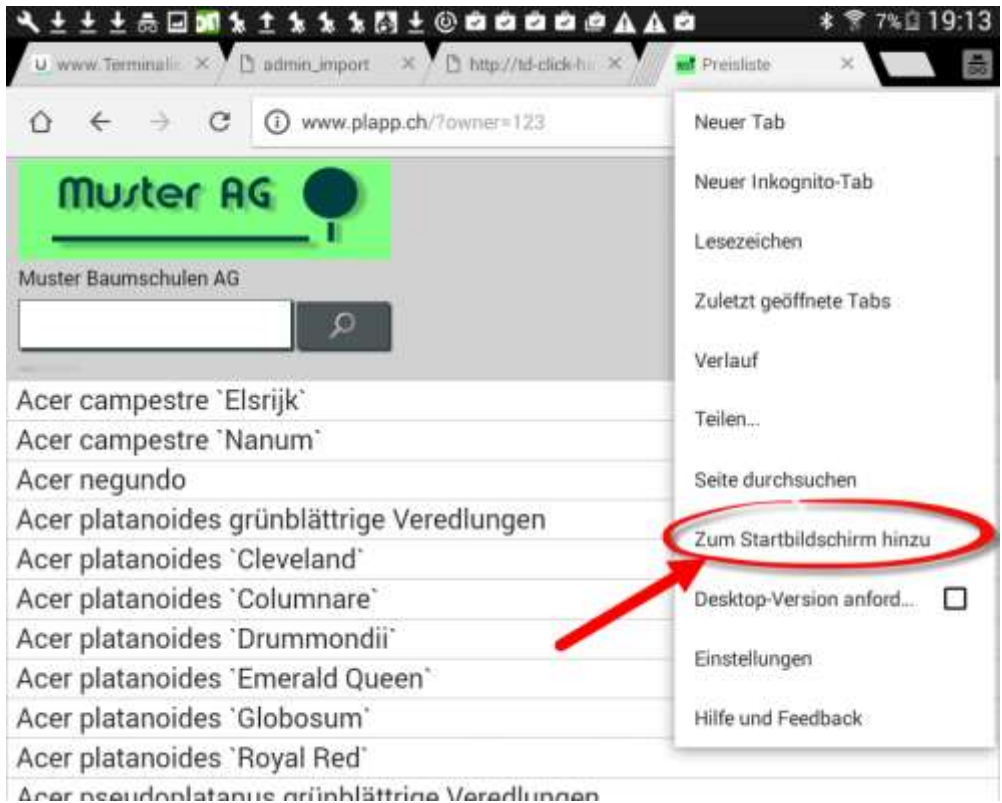 7% 19:13
www.Terminalic
admin_import
http://td-click-h
Preisliste
www.plapp.ch/?owner=123
Muster AG
Muster Baumschulen AG
Acer campestre `Elsrijk`
Acer campestre `Nanum`
Acer negundo
Acer platanoides grünblättrige Veredlungen
Acer platanoides `Cleveland`
Acer platanoides `Columnare`
Acer platanoides `Drummondii`
Acer platanoides `Emerald Queen`
Acer platanoides `Globosum`
Acer platanoides `Royal Red`
Acer pseudoplatanus grünblättrige Veredlungen
Neuer Tab
Neuer Inkognito-Tab
Lesezeichen
Zuletzt geöffnete Tabs
Verlauf
Teilen...
Seite durchsuchen
Zum Startbildschirm hinzu
Desktop-Version anford...
Einstellungen
Hilfe und Feedback